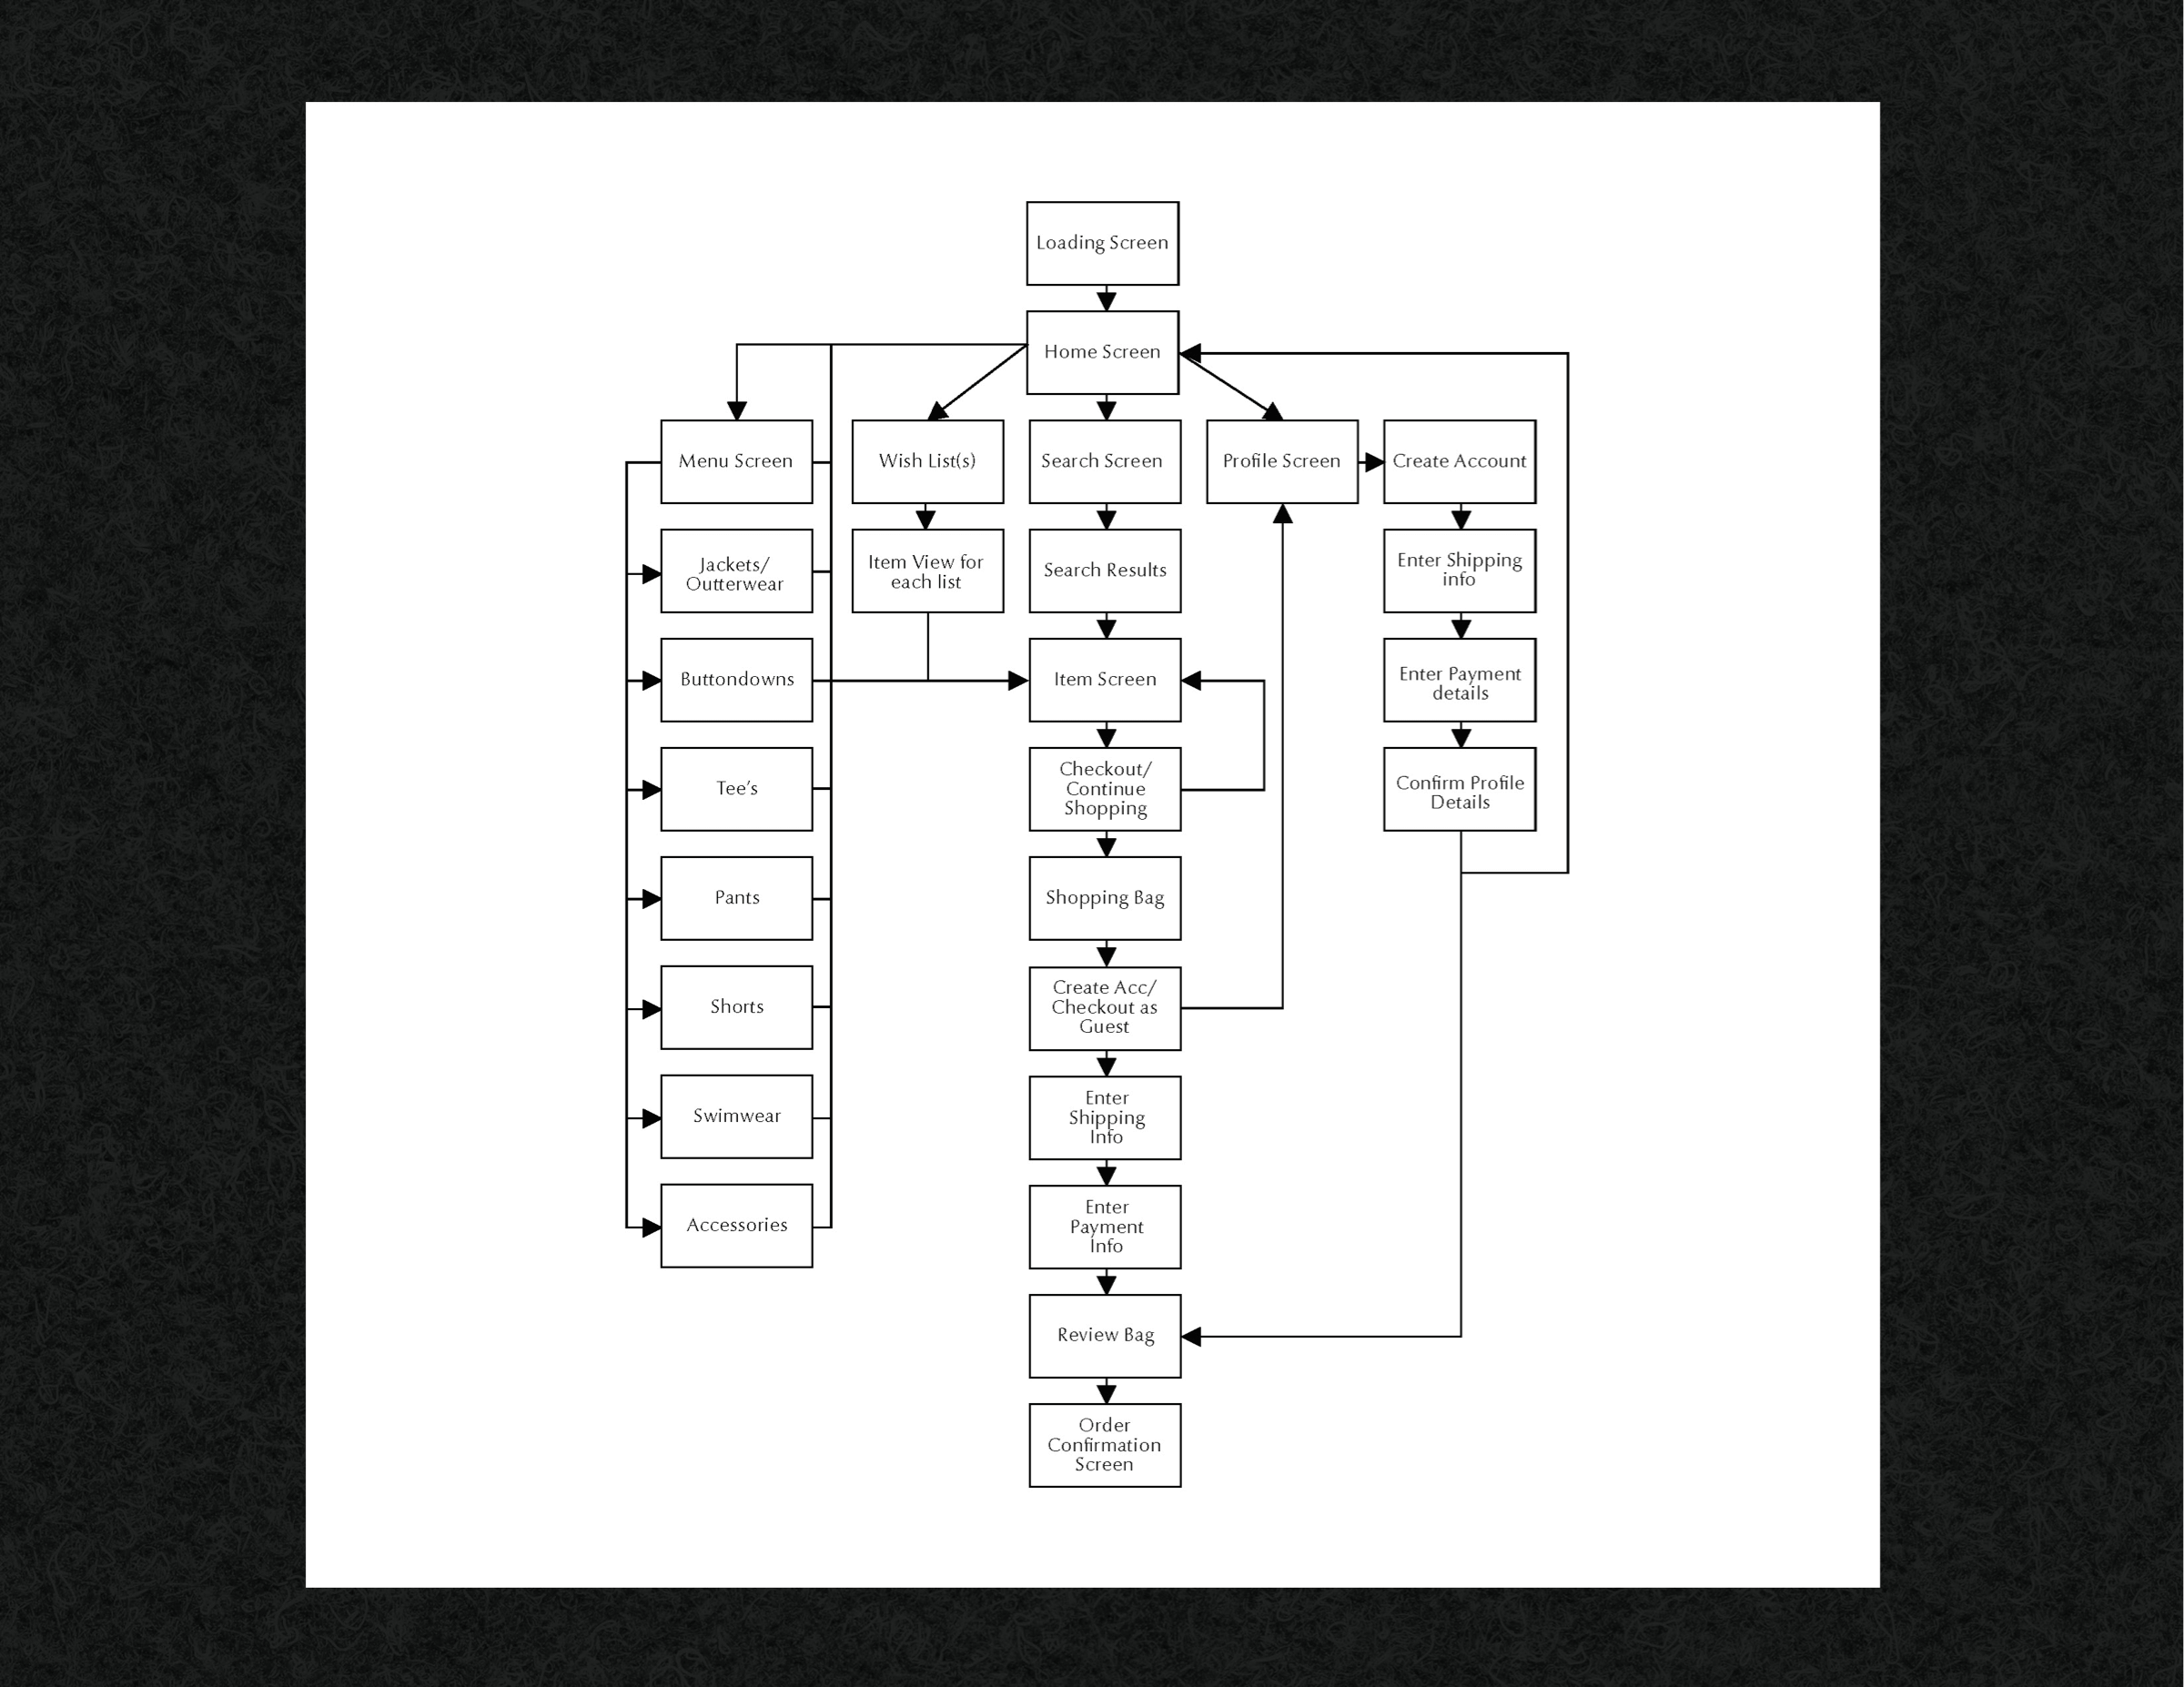 Loading Screen
Home Screen
Menu Screen
Wish List(s)
Search Screen
Profile Screen
Create Account
Jackets/
Outterwear
Item View for
each list
Search Results
Enter Shipping
info
Buttondowns
Item Screen
Enter Payment
details
Tee's
Checkout/
Continue
Shopping
Confirm Profile
Details
Pants
Shopping Bag
Shorts
Create Acc/
Checkout as
Guest
Swimwear
Enter
Shipping
Info
Accessories
Enter
Payment
Info
Review Bag
Order
Confirmation
Screen